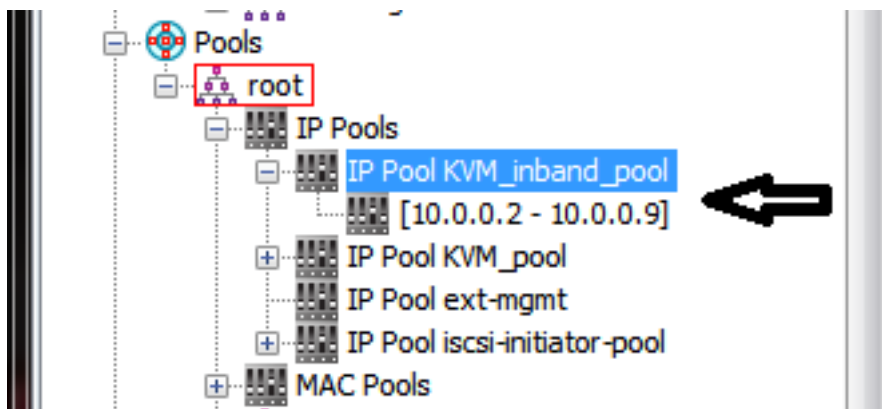 Pools
root
IP Pools
IP Pool KVM_inband_pool
[10.0.0.2 - 10.0.0.9]
IP Pool KVM_pool
IP Pool ext-mgmt
IP Pool iscsi-initiator-pool
MAC Pools